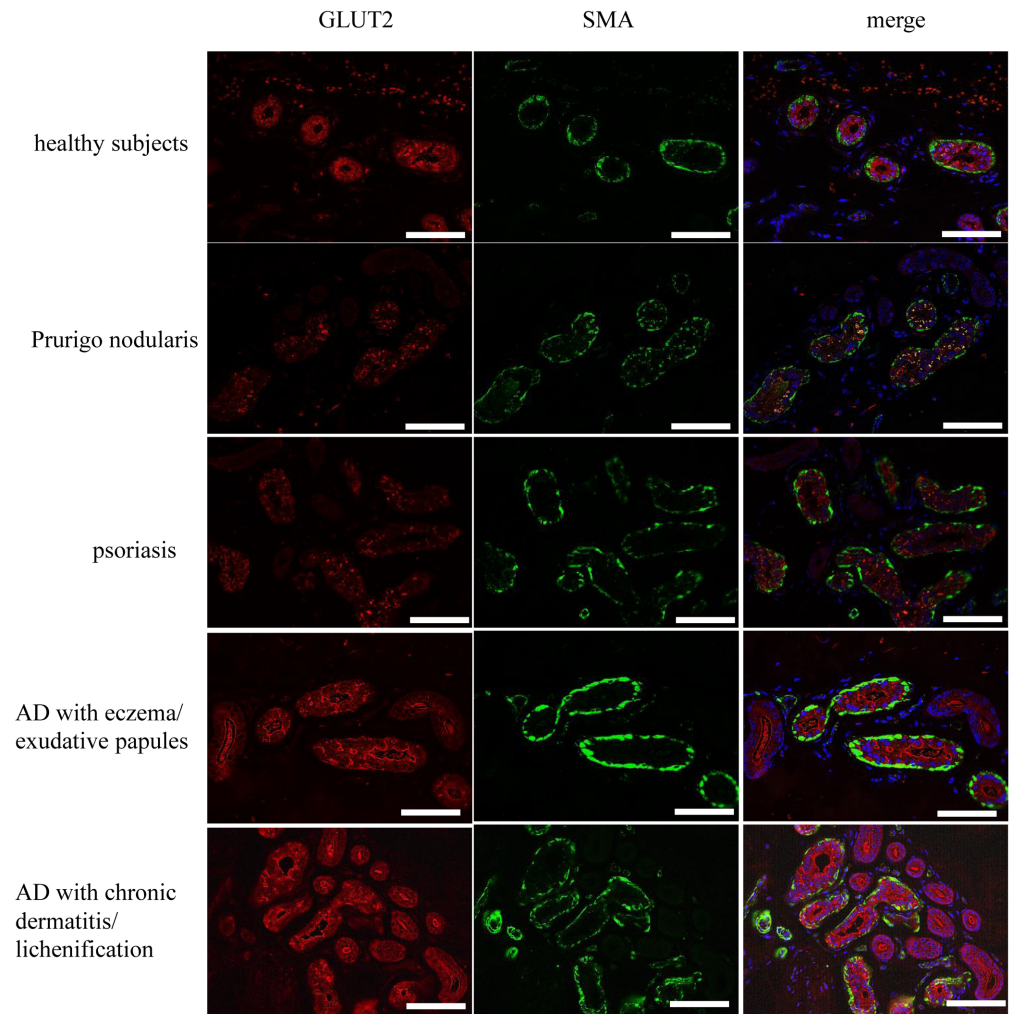 GLUT2 SMA merge
healthy subjects
Prurigo nodularis
psoriasis
AD with eczema/
exudative papules
AD with chronic
dermatitis/
lichenification